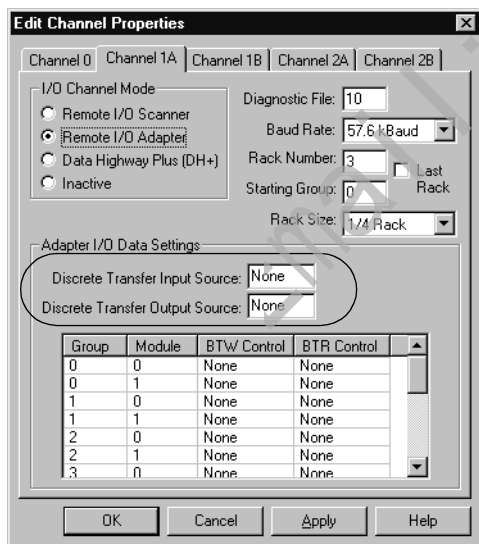 Edit Channel Properties
Channel 0 Channel 1A Channel 1B Channel 2A Channel 2B
I/O Channel Mode
Remote I/O Scanner
Remote I/O Adapter
Data Highway Plus (DH+)
Inactive
Diagnostic File: 10
Baud Rate: 57.6 kBaud
Rack Number: 3
Last Rack
Starting Group: 0
Rack Size: 1/4 Rack
Adapter I/O Data Settings
Discrete Transfer Input Source: None
Discrete Transfer Output Source: None
Group Module BTW Control BTR Control
0 0 None None
0 1 None None
1 0 None None
1 1 None None
2 0 None None
2 1 None None
3 0 None None
OK Cancel Apply Help